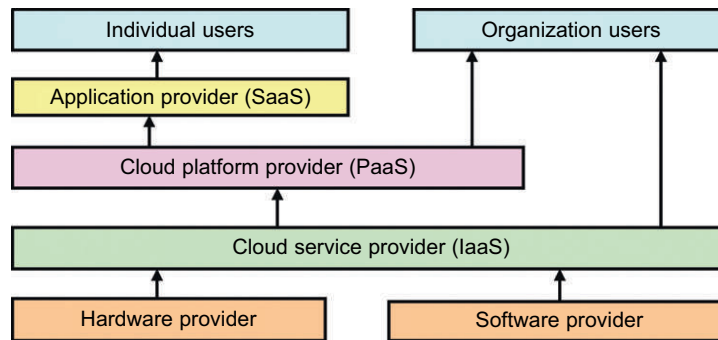 Individual users
Organization users
Application provider (SaaS)
Cloud platform provider (PaaS)
Cloud service provider (IaaS)
Hardware provider
Software provider